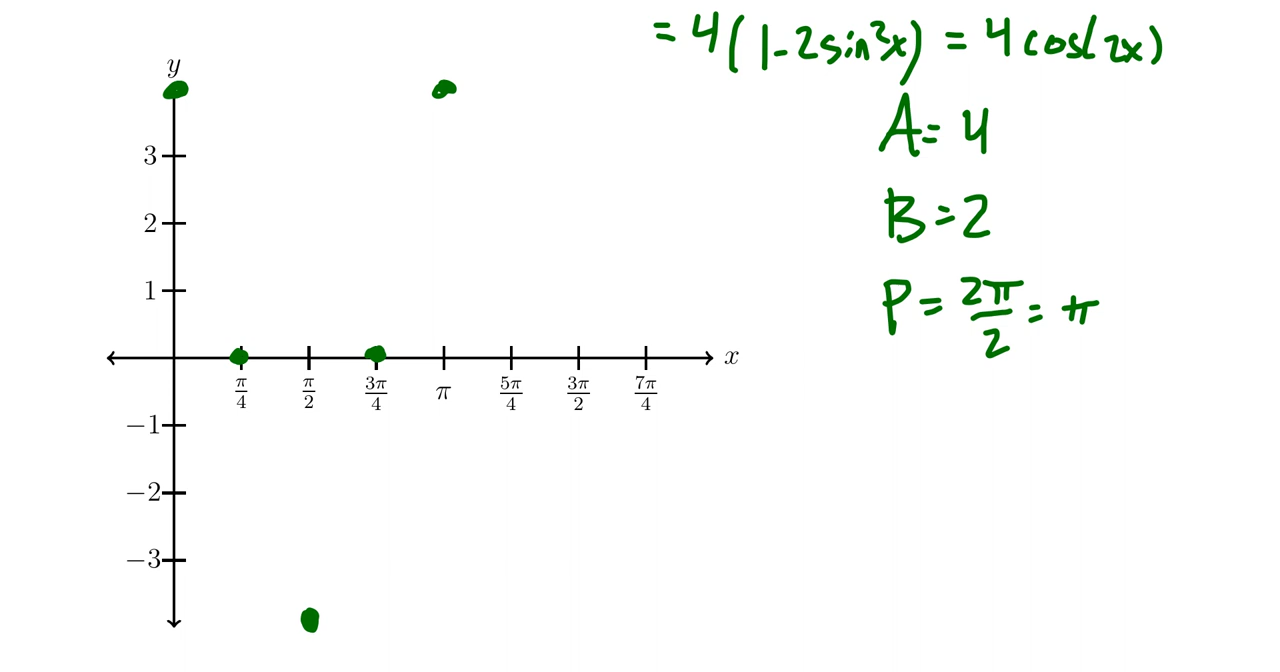 = 4(1-2sin²x) = 4cos(2x)
y
A = 4
3
B = 2
2
1
P = 2π/2 = π
x
π/4 π/2 3π/4 π 5π/4 3π/2 7π/4
−1
−2
−3